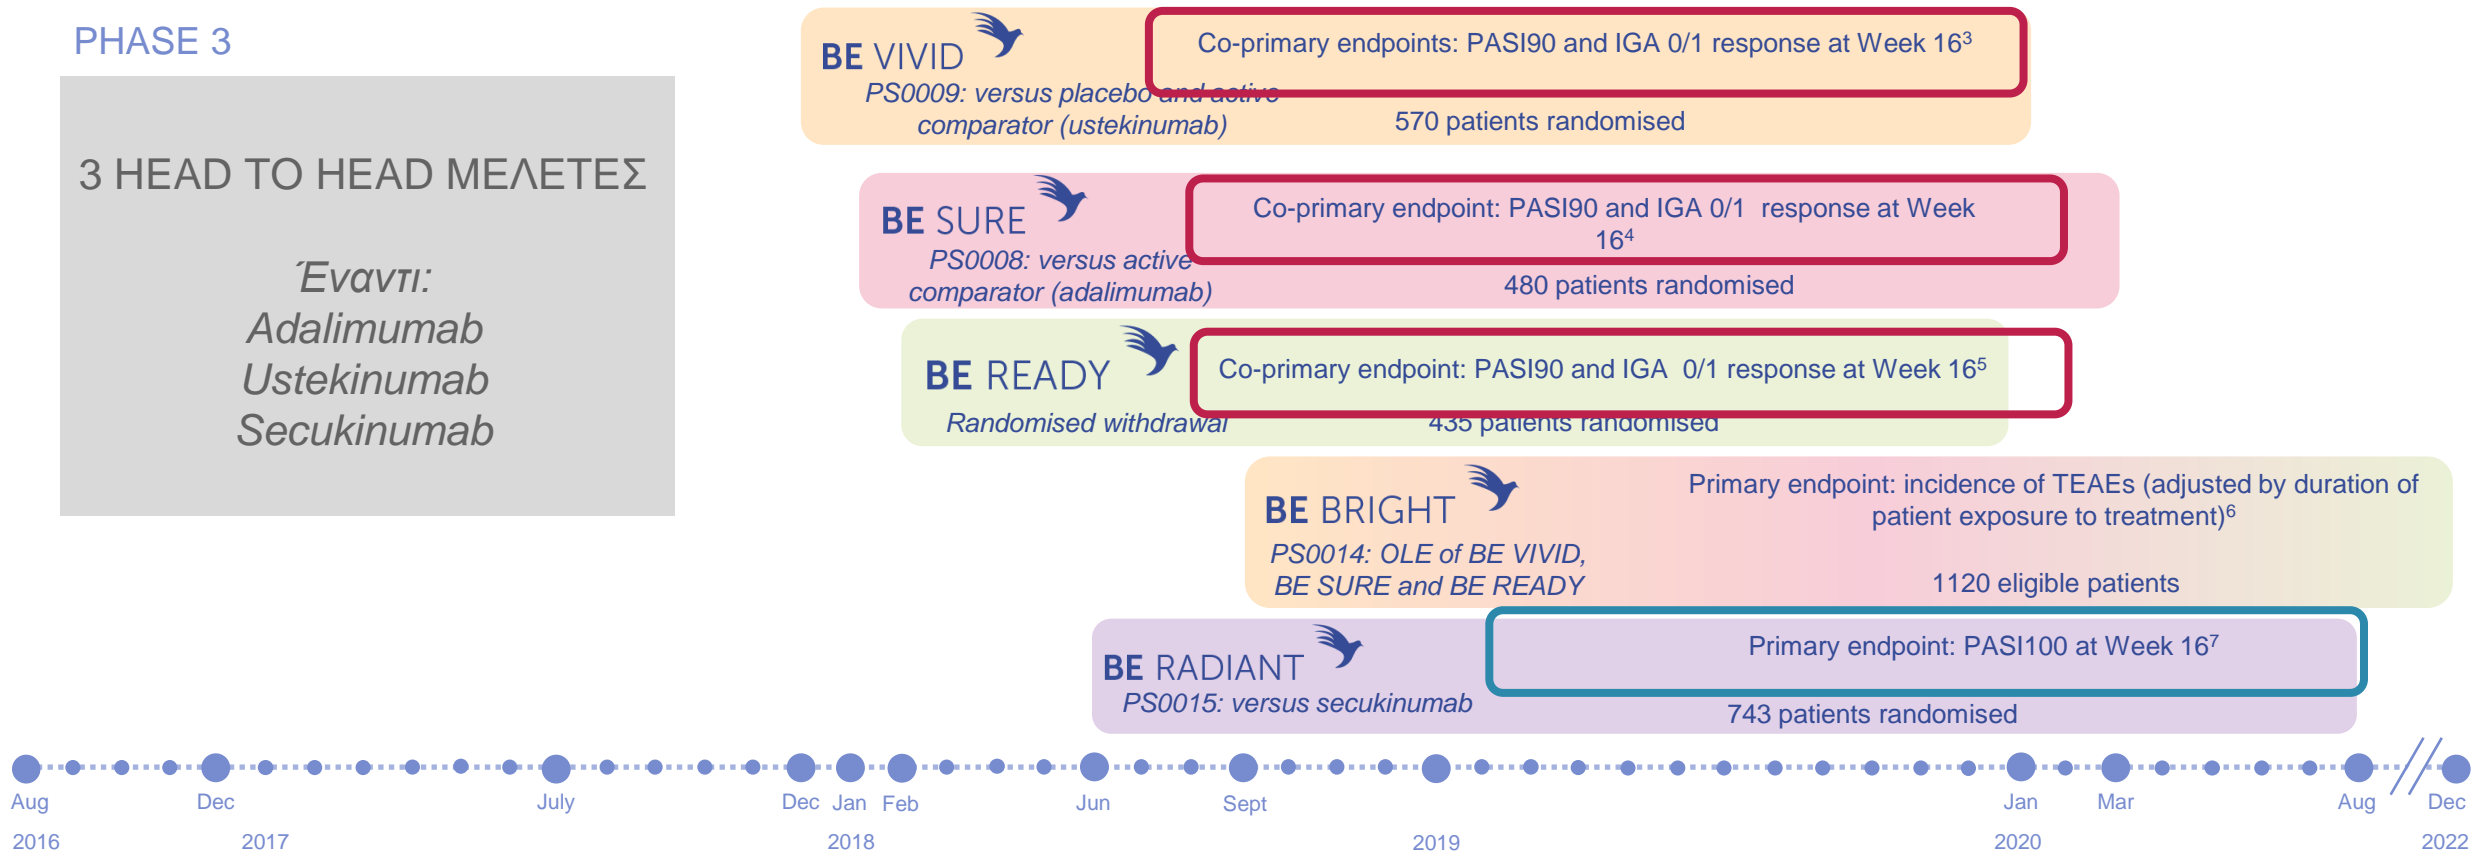 PHASE 3
3 HEAD TO HEAD ΜΕΛΕΤΕΣ
Έναντι:
Adalimumab
Ustekinumab
Secukinumab
BE VIVID
PS0009: versus placebo and active
comparator (ustekinumab)
Co-primary endpoints: PASI90 and IGA 0/1 response at Week 16³
570 patients randomised
BE SURE
PS0008: versus active
comparator (adalimumab)
Co-primary endpoint: PASI90 and IGA 0/1 response at Week
16⁴
480 patients randomised
BE READY
Randomised withdrawal
Co-primary endpoint: PASI90 and IGA 0/1 response at Week 16⁵
435 patients randomised
BE BRIGHT
PS0014: OLE of BE VIVID,
BE SURE and BE READY
Primary endpoint: incidence of TEAEs (adjusted by duration of
patient exposure to treatment)⁶
1120 eligible patients
BE RADIANT
PS0015: versus secukinumab
Primary endpoint: PASI100 at Week 16⁷
743 patients randomised
Aug Dec July Dec Jan Feb Jun Sept Jan Mar Aug Dec
2016 2017 2018 2019 2020 2022